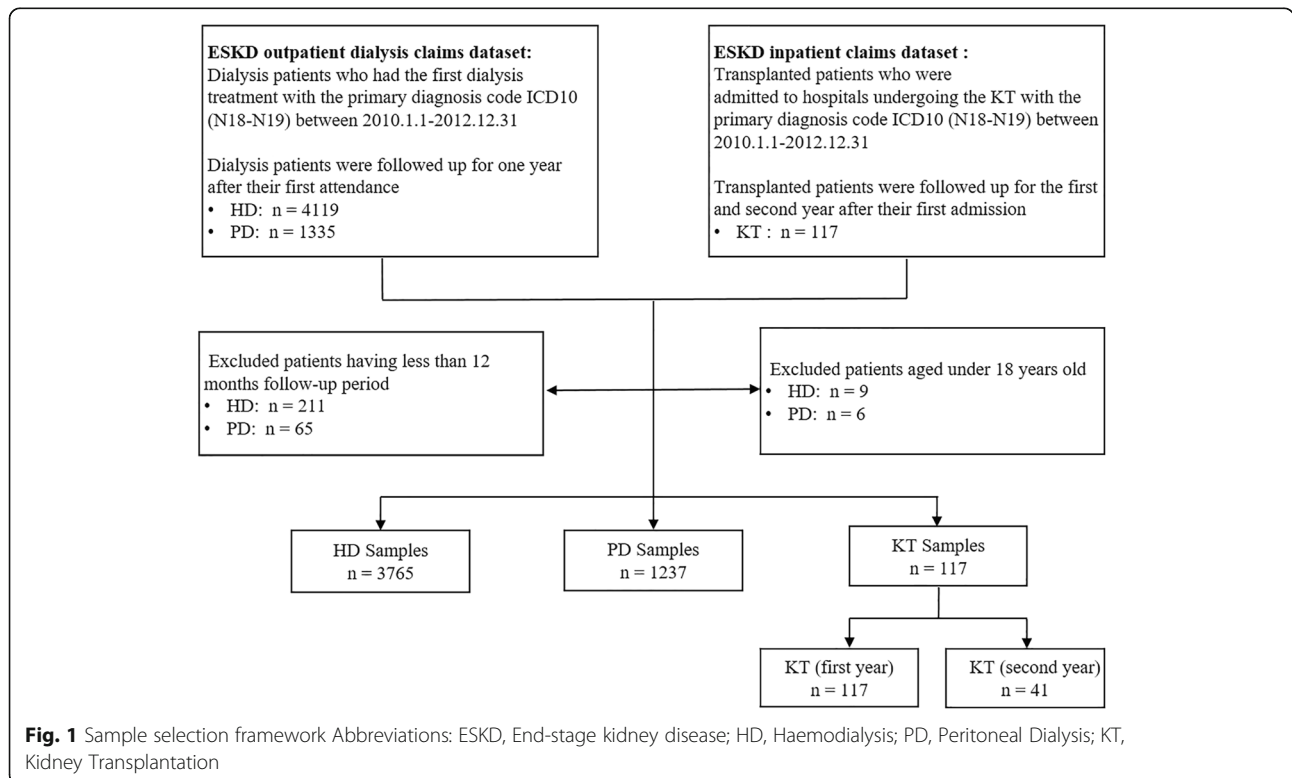 ESKD outpatient dialysis claims dataset:
Dialysis patients who had the first dialysis
treatment with the primary diagnosis code ICD10
(N18-N19) between 2010.1.1-2012.12.31
Dialysis patients were followed up for one year
after their first attendance
• HD: n = 4119
• PD: n = 1335
ESKD inpatient claims dataset :
Transplanted patients who were
admitted to hospitals undergoing the KT with the
primary diagnosis code ICD10 (N18-N19) between
2010.1.1-2012.12.31
Transplanted patients were followed up for the first
and second year after their first admission
• KT : n = 117
Excluded patients having less than 12
months follow-up period
• HD: n = 211
• PD: n = 65
Excluded patients aged under 18 years old
• HD: n = 9
• PD: n = 6
HD Samples
n = 3765
PD Samples
n = 1237
KT Samples
n = 117
KT (first year)
n = 117
KT (second year)
n = 41
Fig. 1 Sample selection framework Abbreviations: ESKD, End-stage kidney disease; HD, Haemodialysis; PD, Peritoneal Dialysis; KT,
Kidney Transplantation